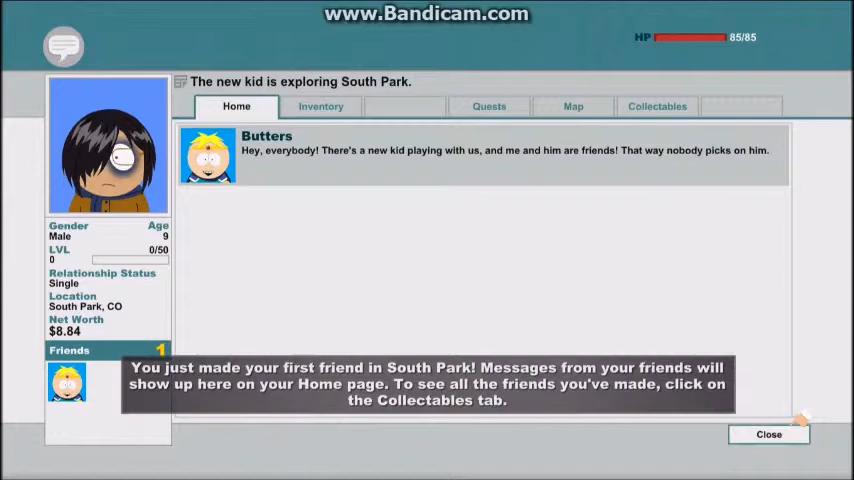 www.Bandicam.com
HP 85/85
The new kid is exploring South Park.
Home Inventory Quests Map Collectables
Butters
Hey, everybody! There's a new kid playing with us, and me and him are friends! That way nobody picks on him.
Gender Age
Male 9
LVL 0/50
0
Relationship Status
Single
Location
South Park, CO
Net Worth
$8.84
Friends 1
You just made your first friend in South Park! Messages from your friends will
show up here on your Home page. To see all the friends you've made, click on
the Collectables tab.
Close